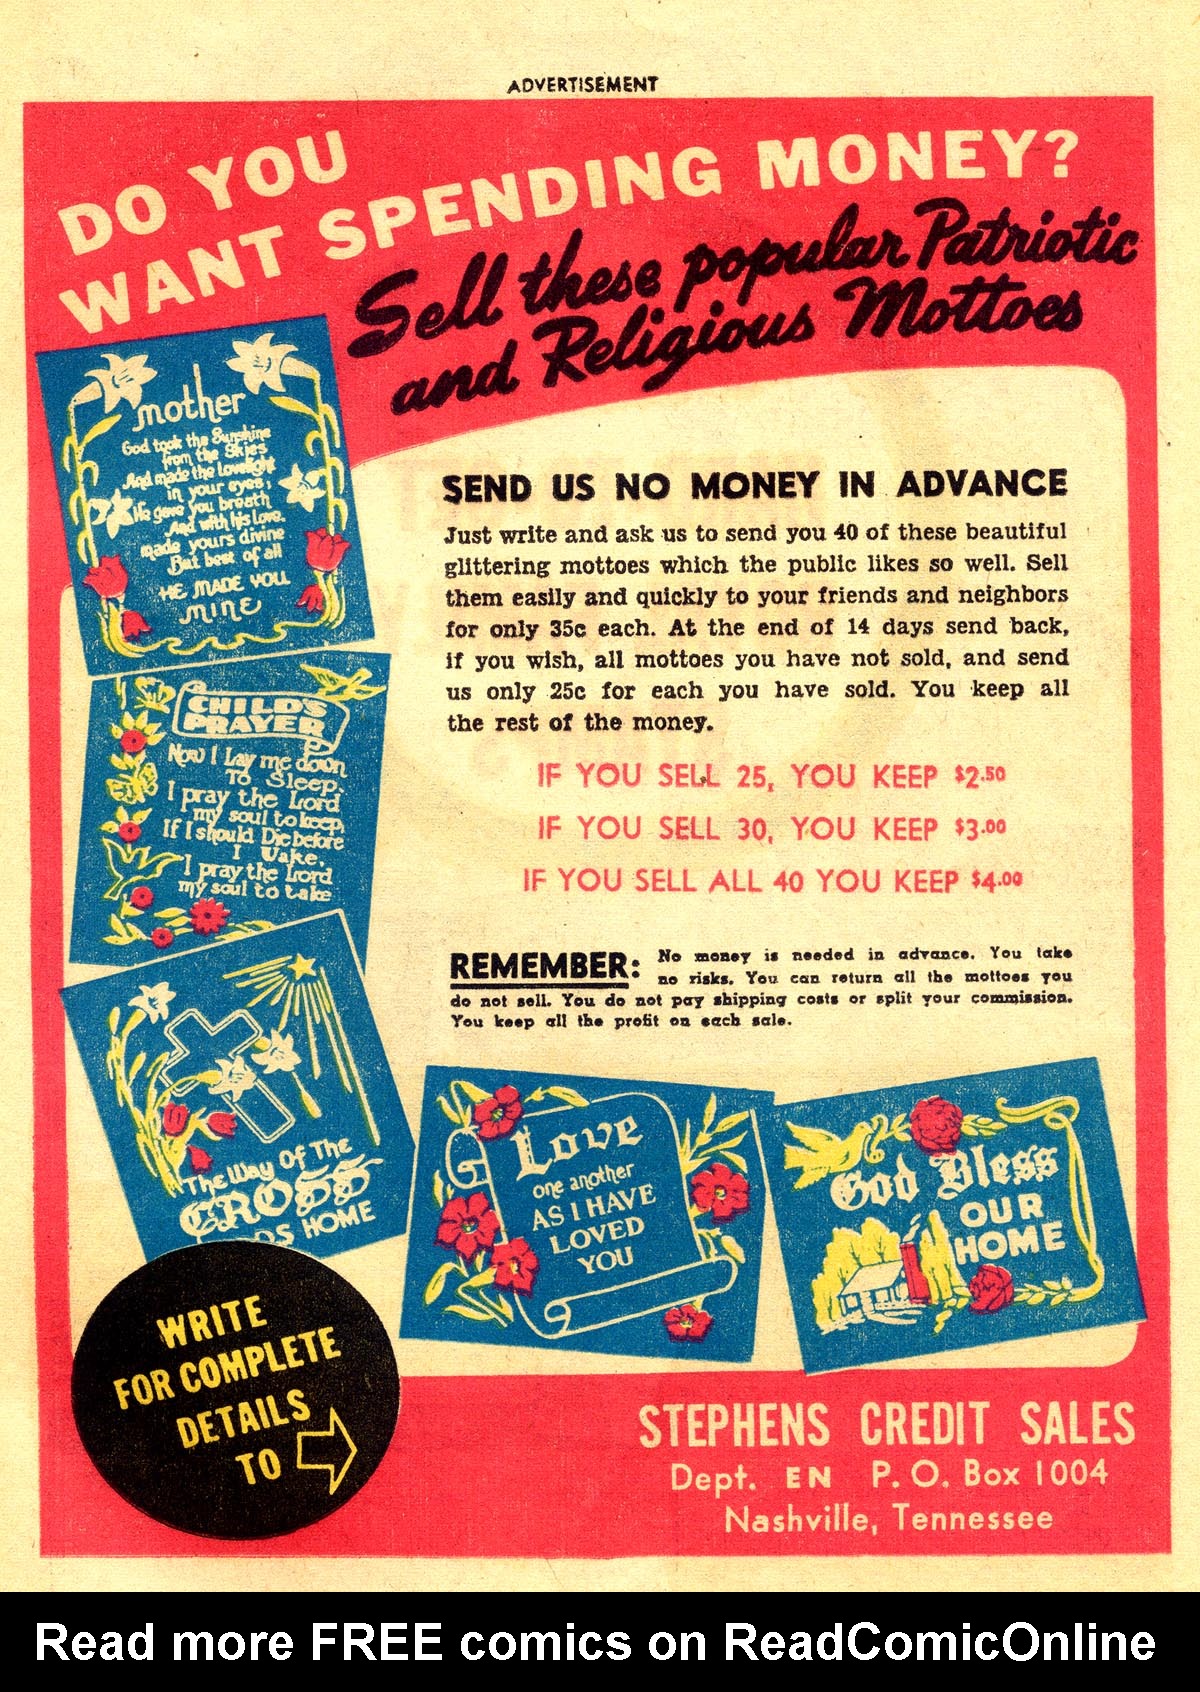 ADVERTISEMENT
DO YOU
WANT SPENDING MONEY?
Sell these popular Patriotic
and Religious Mottoes
mother
God took the Sunshine
from the Skies
And made the Lovelight
in your eyes;
He gave you breath
And with his Love.
made yours divine
But best of all
HE MADE YOU
MINE
CHILD'S
PRAYER
Now I Lay me down
To Sleep.
I pray the Lord
my soul to keep,
If I should Die before
I Wake.
I pray the Lord
my soul to take
The Way Of The
CROSS
HOME
SEND US NO MONEY IN ADVANCE
Just write and ask us to send you 40 of these beautiful
glittering mottoes which the public likes so well. Sell
them easily and quickly to your friends and neighbors
for only 35c each. At the end of 14 days send back,
if you wish, all mottoes you have not sold, and send
us only 25c for each you have sold. You keep all
the rest of the money.
IF YOU SELL 25, YOU KEEP $2.50
IF YOU SELL 30, YOU KEEP $3.00
IF YOU SELL ALL 40 YOU KEEP $4.00
REMEMBER: No money is needed in advance. You take
no risks. You can return all the mottoes you
do not sell. You do not pay shipping costs or split your commission.
You keep all the profit on each sale.
Love
one another
AS I HAVE
LOVED
YOU
God Bless
OUR
HOME
WRITE
FOR COMPLETE
DETAILS
TO
STEPHENS CREDIT SALES
Dept. EN P. O. Box 1004
Nashville, Tennessee
Read more FREE comics on ReadComicOnline